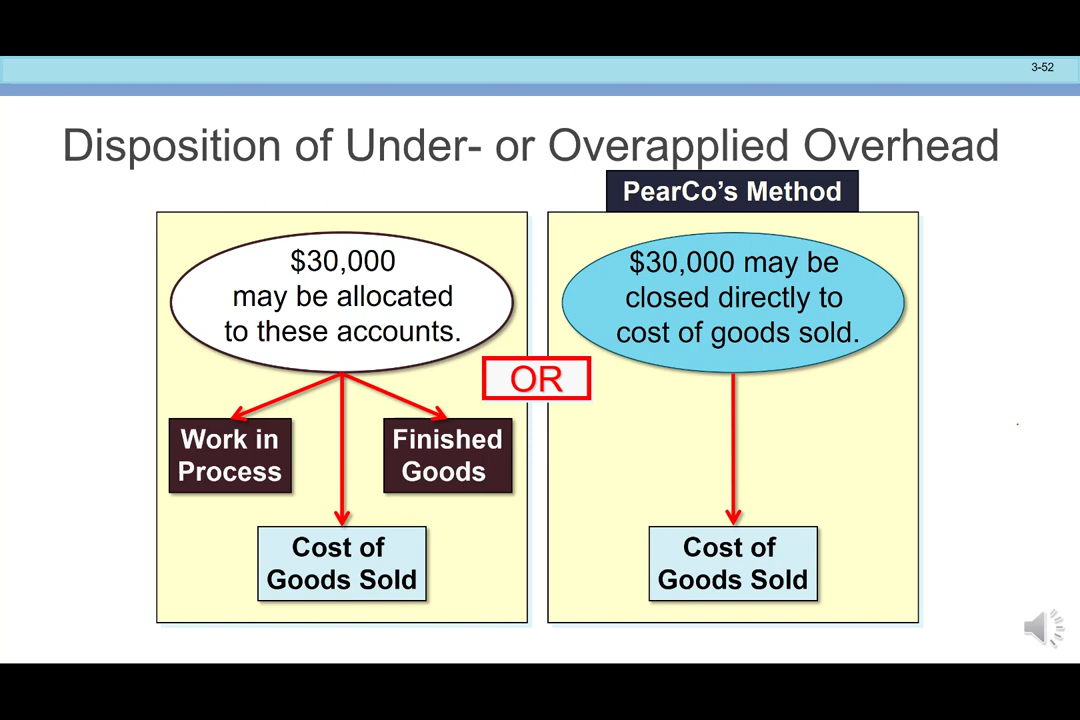 3-52
Disposition of Under- or Overapplied Overhead
PearCo’s Method
$30,000
may be allocated
to these accounts.
$30,000 may be
closed directly to
cost of goods sold.
OR
Work in
Process
Finished
Goods
Cost of
Goods Sold
Cost of
Goods Sold